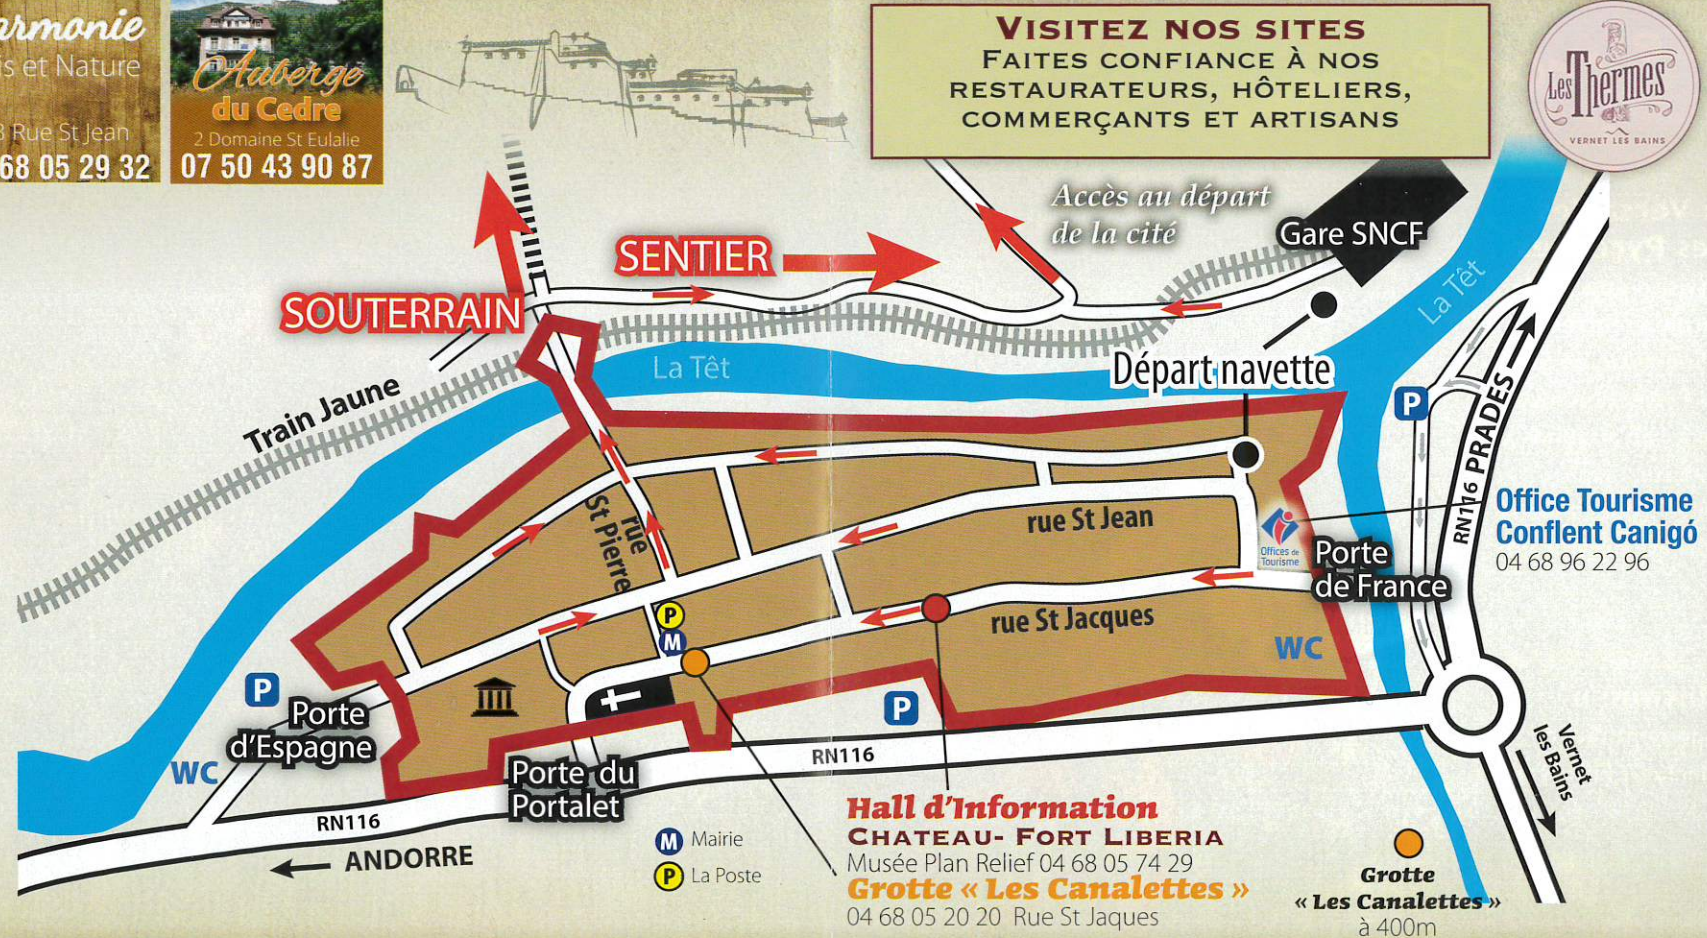 is et Nature
Rue St Jean
68 05 29 32
Auberge
du Cedre
2 Domaine St Eulalie
07 50 43 90 87
VISITEZ NOS SITES
FAITES CONFIANCE À NOS
RESTAURATEURS, HÔTELIERS,
COMMERÇANTS ET ARTISANS
Les Thermes
VERNET LES BAINS
Accès au départ
de la cité
Gare SNCF
SENTIER
SOUTERRAIN
La Têt
La Têt
Départ navette
Train Jaune
P
RN116 PRADES
rue
St Pierre
rue St Jean
Offices de
Tourisme
Office Tourisme
Conflent Canigó
04 68 96 22 96
Porte
de France
rue St Jacques
P
M
WC
P
Porte
d'Espagne
WC
P
Porte du
Portalet
RN116
RN116
ANDORRE
Vernet
les Bains
M Mairie
P La Poste
Hall d'Information
CHATEAU- FORT LIBERIA
Musée Plan Relief 04 68 05 74 29
Grotte « Les Canalettes »
04 68 05 20 20 Rue St Jaques
Grotte
« Les Canalettes »
à 400m